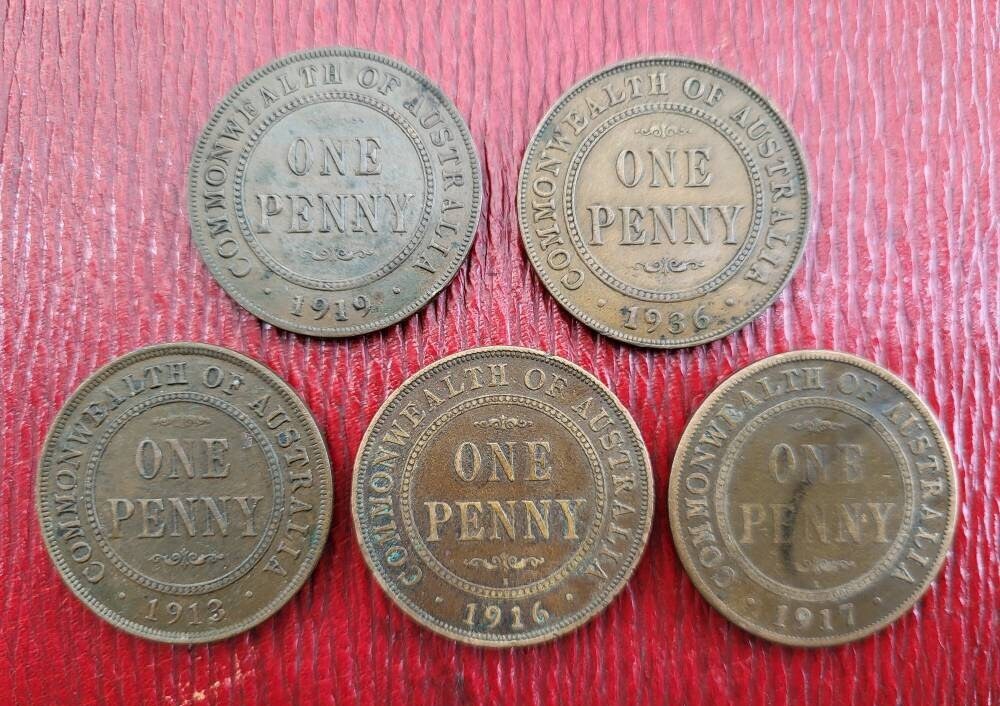 COMMONWEALTH OF AUSTRALIA
ONE
PENNY
1919
COMMONWEALTH OF AUSTRALIA
ONE
PENNY
1936
COMMONWEALTH OF AUSTRALIA
ONE
PENNY
1913
COMMONWEALTH OF AUSTRALIA
ONE
PENNY
1916
COMMONWEALTH OF AUSTRALIA
ONE
PENNY
1917